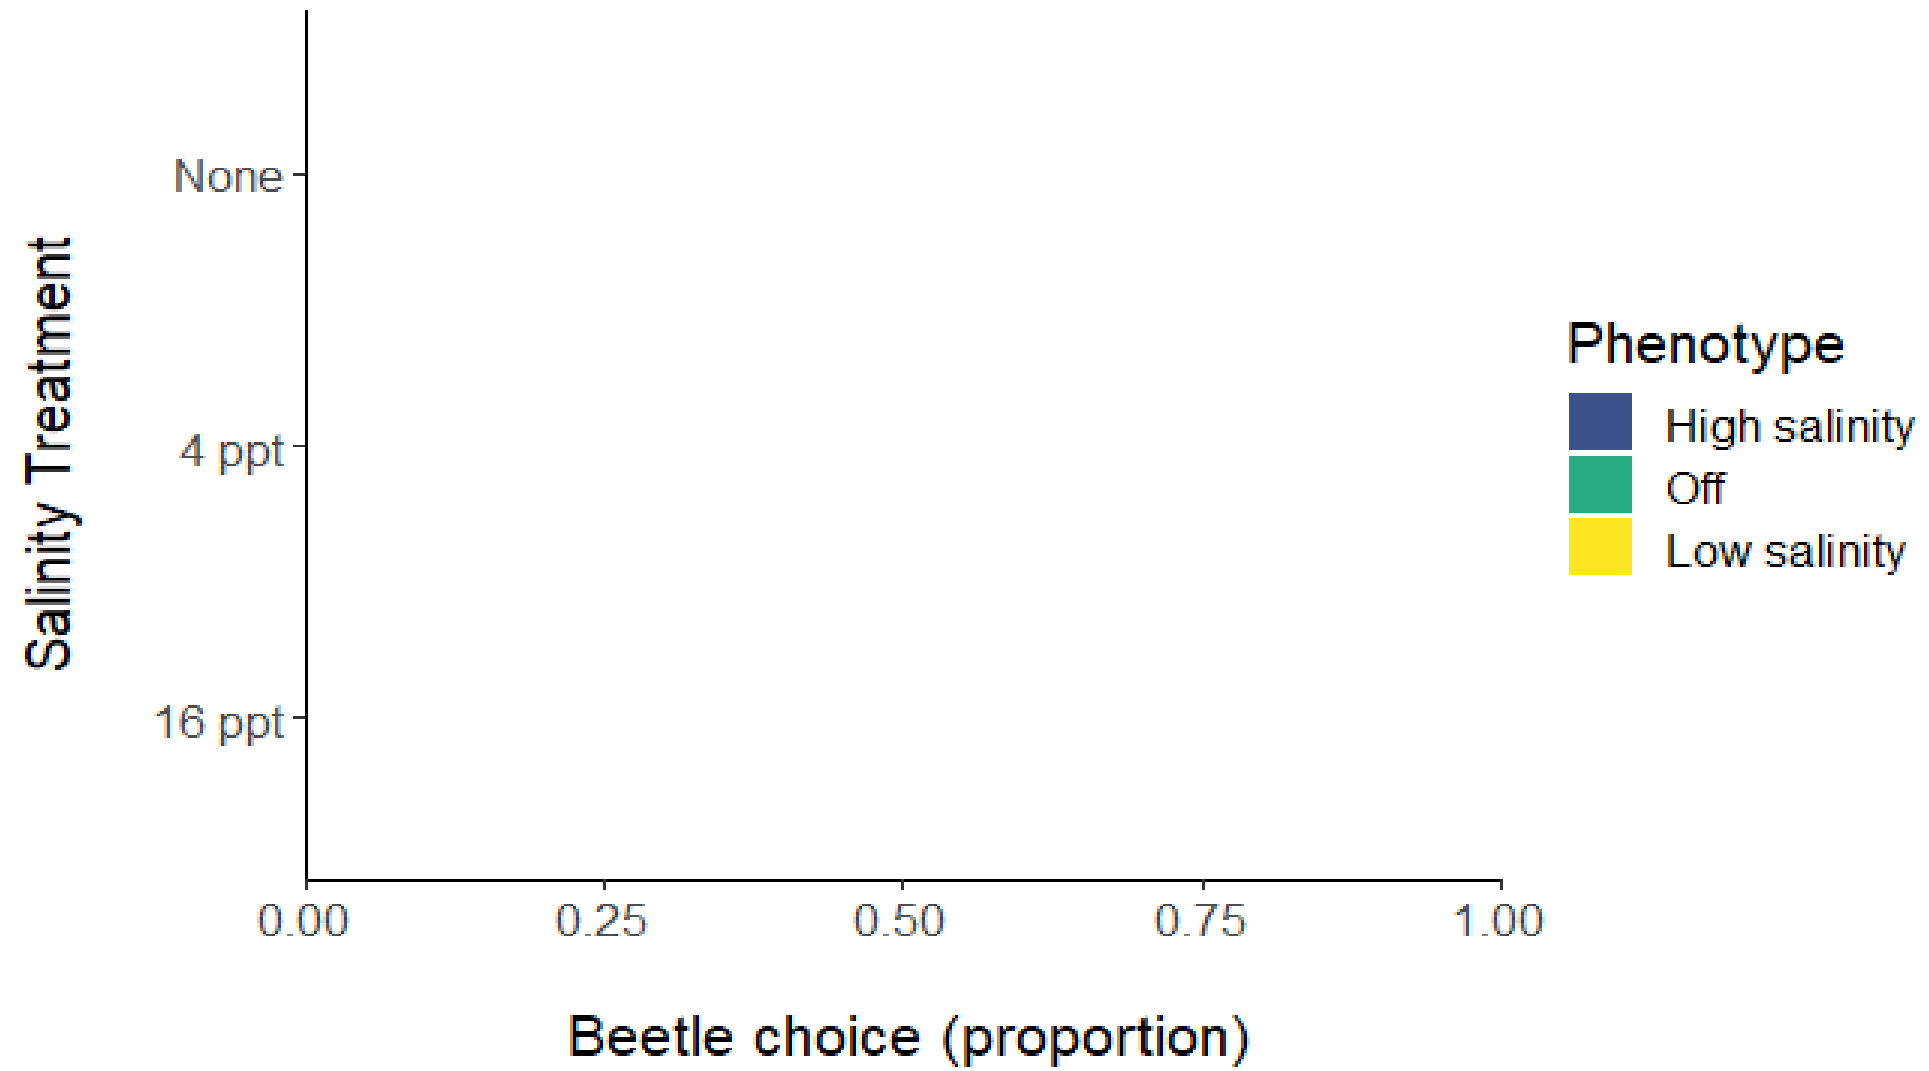 Salinity Treatment
None
4 ppt
16 ppt
0.00 0.25 0.50 0.75 1.00
Beetle choice (proportion)
Phenotype
High salinity
Off
Low salinity